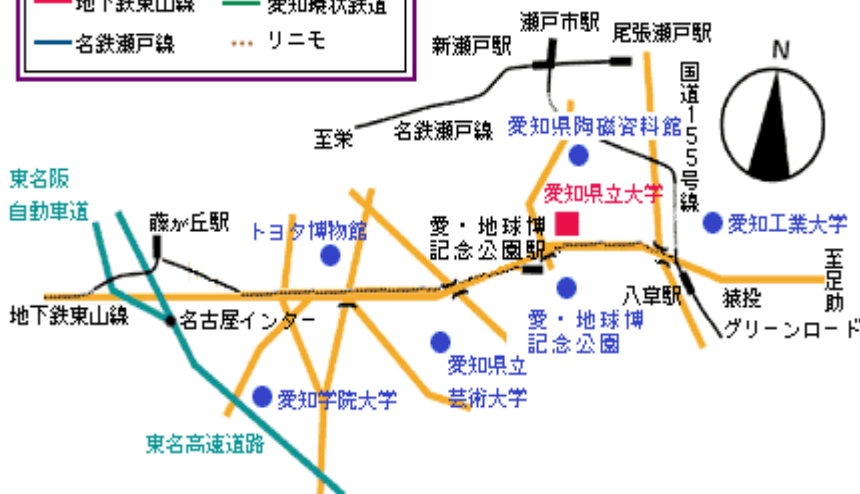 地下鉄東山線
愛知環状鉄道
名鉄瀬戸線
リニモ
瀬戸市駅
尾張瀬戸駅
新瀬戸駅
N
国道155号線
至栄
名鉄瀬戸線
愛知県陶磁資料館
東名阪
自動車道
愛知県立大学
藤が丘駅
トヨタ博物館
愛・地球博
記念公園駅
愛知工業大学
至足助
八草駅
猿投
グリーンロード
地下鉄東山線
名古屋インター
愛・地球博
記念公園
愛知県立
芸術大学
愛知学院大学
東名高速道路